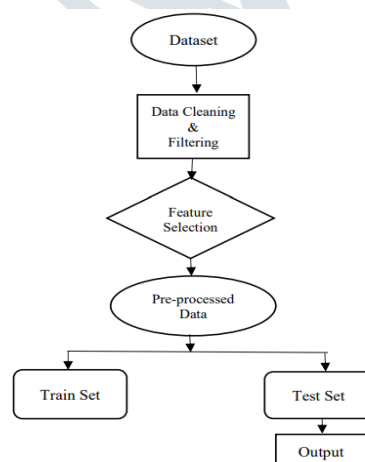 Dataset
Data Cleaning
&
Filtering
Feature
Selection
Pre-processed
Data
Train Set
Test Set
Output